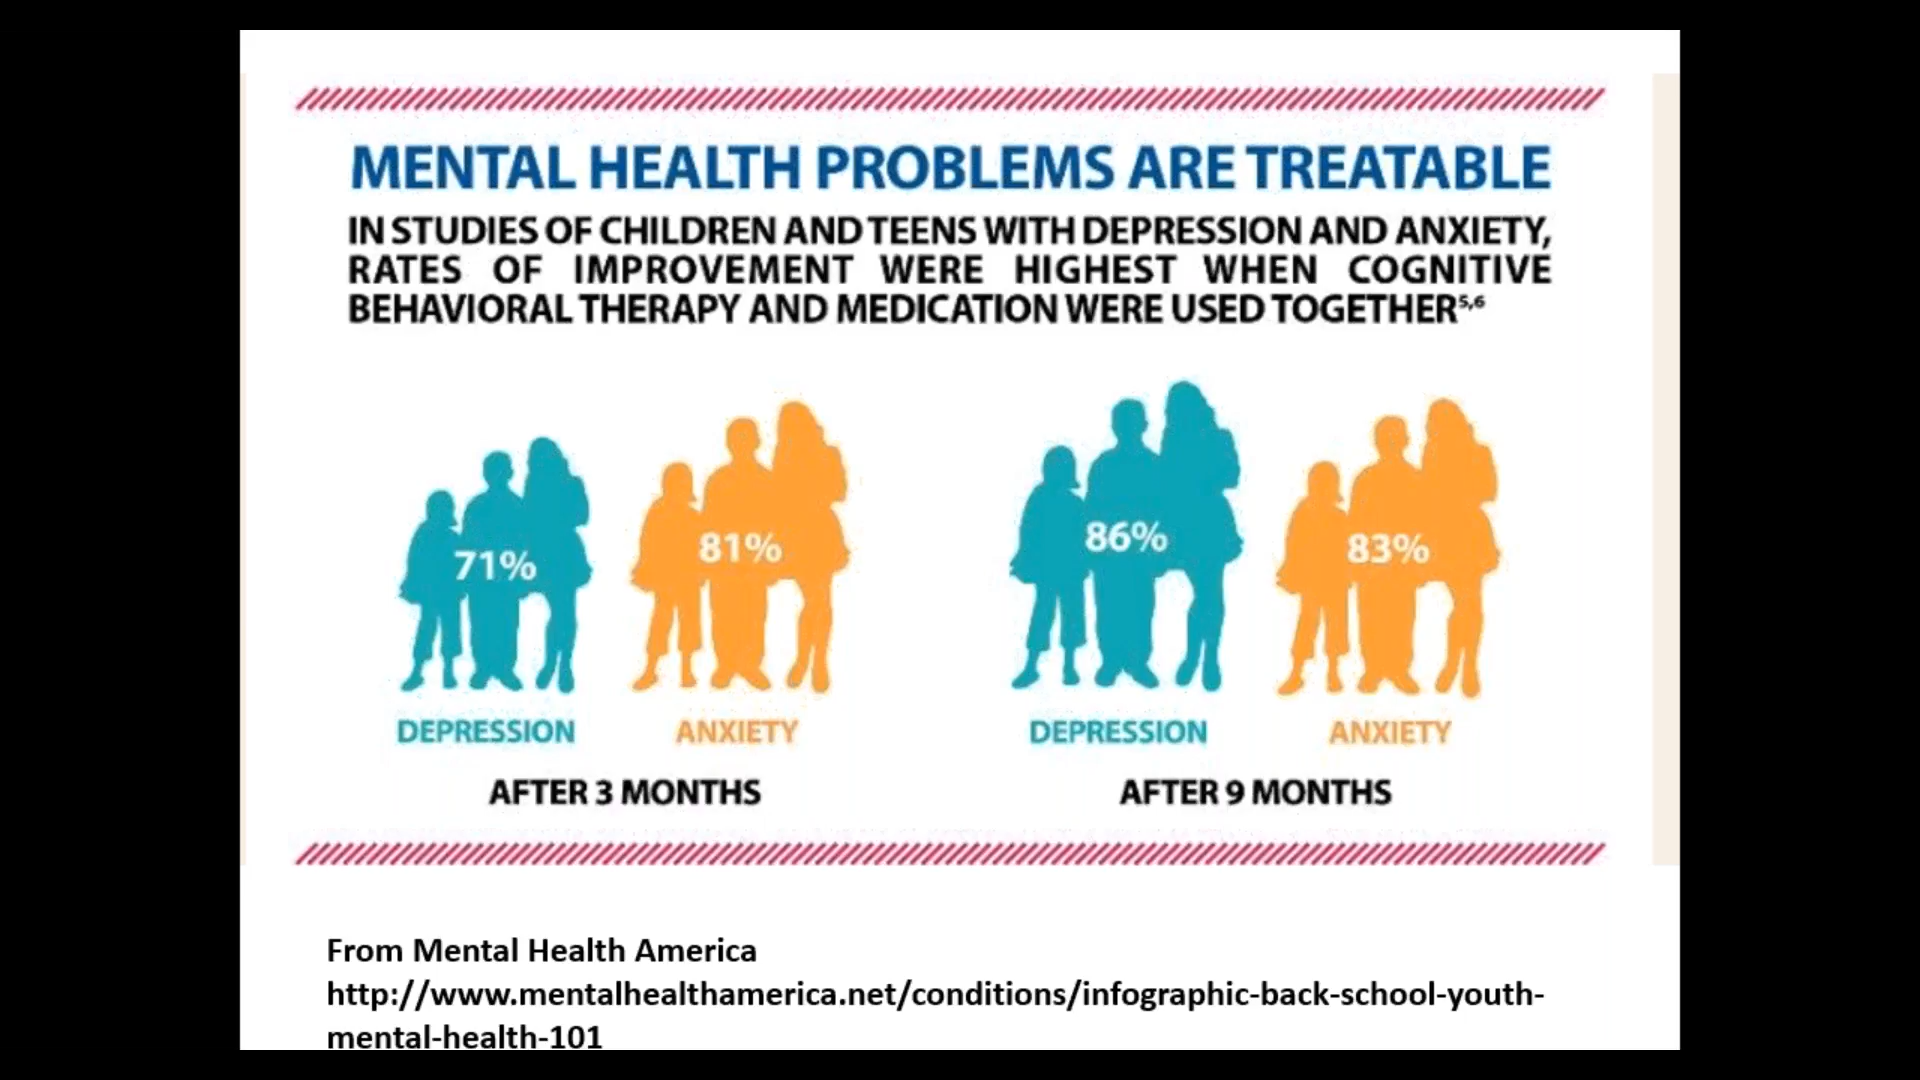 MENTAL HEALTH PROBLEMS ARE TREATABLE
IN STUDIES OF CHILDREN AND TEENS WITH DEPRESSION AND ANXIETY,
RATES OF IMPROVEMENT WERE HIGHEST WHEN COGNITIVE
BEHAVIORAL THERAPY AND MEDICATION WERE USED TOGETHER5,6
71%
81%
86%
83%
DEPRESSION
ANXIETY
DEPRESSION
ANXIETY
AFTER 3 MONTHS
AFTER 9 MONTHS
From Mental Health America
http://www.mentalhealthamerica.net/conditions/infographic-back-school-youth-
mental-health-101